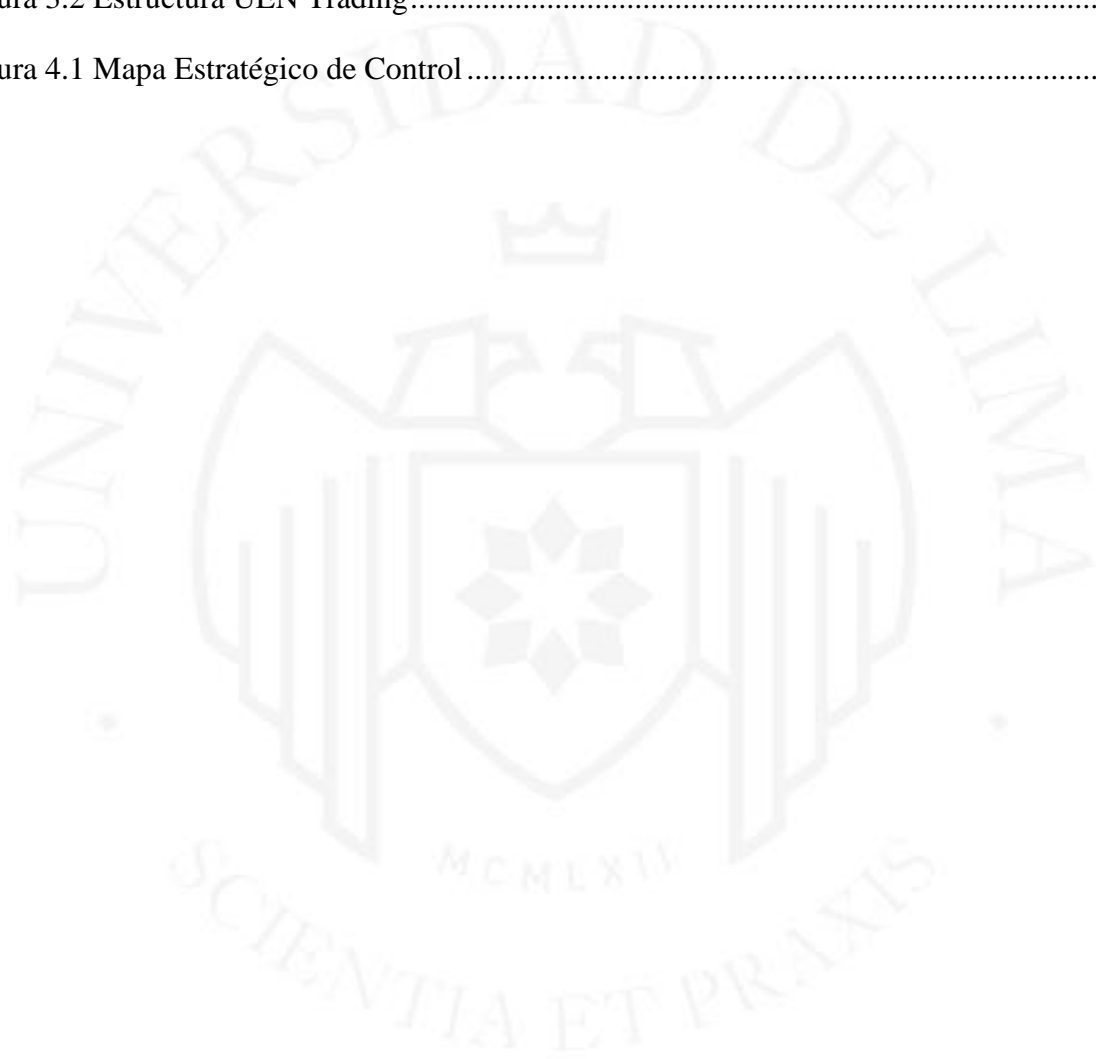 ura 3.2 Estructura UEN Trading....................................................................................
ura 4.1 Mapa Estratégico de Control..............................................................................
UNIVERSIDAD DE LIMA
MCMLXII
SCIENTIA ET PRAXIS